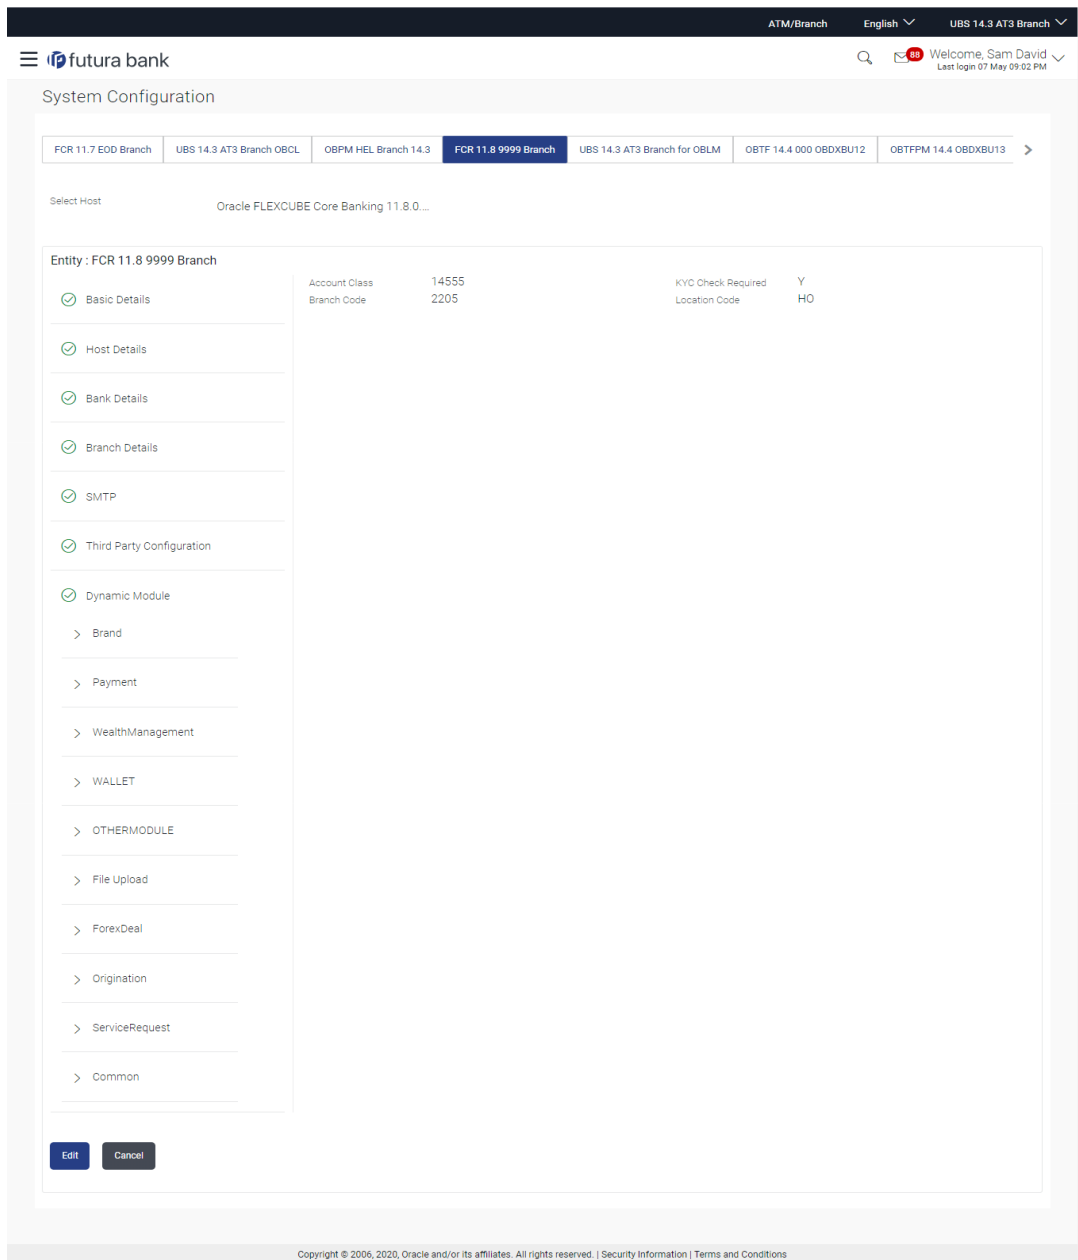 ATM/Branch English UBS 14.3 AT3 Branch
futura bank 88 Welcome, Sam David
Last login 07 May 09:02 PM
System Configuration
FCR 11.7 EOD Branch UBS 14.3 AT3 Branch OBCL OBPM HEL Branch 14.3 FCR 11.8 9999 Branch UBS 14.3 AT3 Branch for OBLM OBTF 14.4 000 OBDXBU12 OBTFPM 14.4 OBDXBU13
Select Host Oracle FLEXCUBE Core Banking 11.8.0....
Entity : FCR 11.8 9999 Branch
Account Class 14555 KYC Check Required Y
Branch Code 2205 Location Code HO
Basic Details
Host Details
Bank Details
Branch Details
SMTP
Third Party Configuration
Dynamic Module
Brand
Payment
WealthManagement
WALLET
OTHERMODULE
File Upload
ForexDeal
Origination
ServiceRequest
Common
Edit Cancel
Copyright © 2006, 2020, Oracle and/or its affiliates. All rights reserved. | Security Information | Terms and Conditions